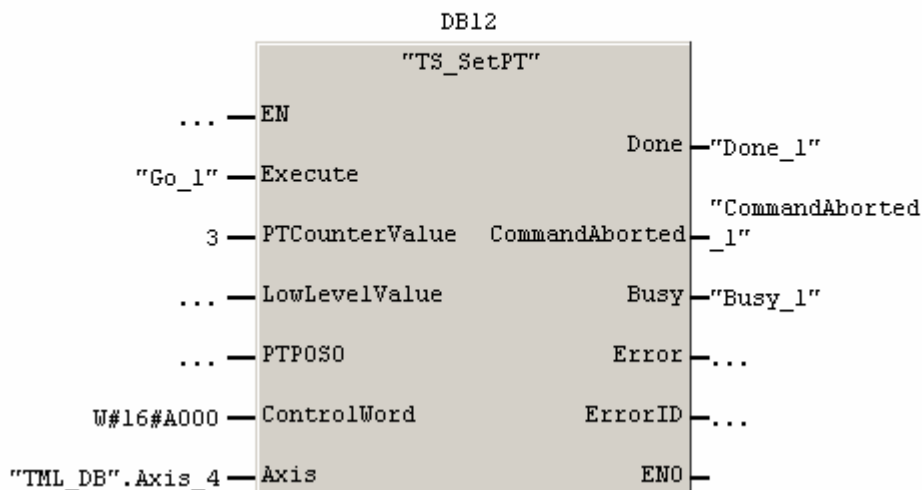 DB12
"TS_SetPT"
... EN
Done "Done_1"
"Go_1" Execute
"CommandAborted
3 PTCounterValue CommandAborted _1"
... LowLevelValue Busy "Busy_1"
... PTPOS0 Error ...
W#16#A000 ControlWord ErrorID ...
"TML_DB".Axis_4 Axis ENO